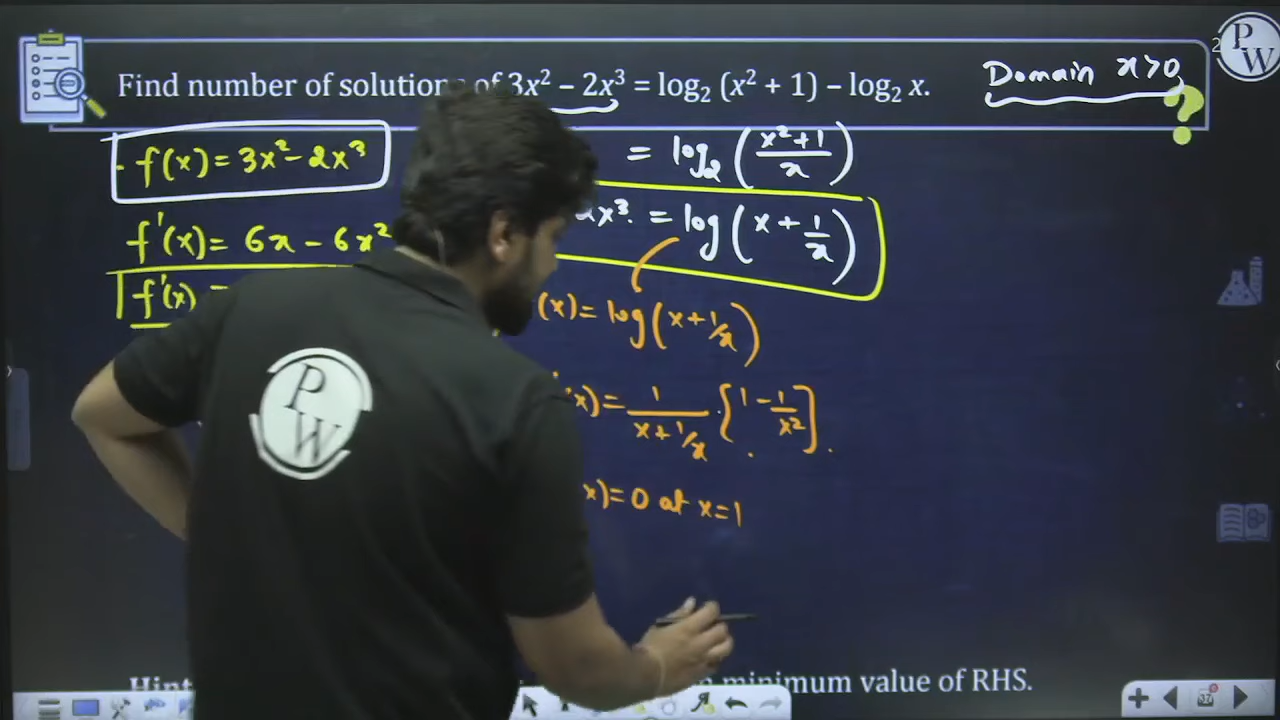 Find number of solution of 3x² − 2x³ = log₂ (x² + 1) − log₂ x.
Domain x>0
f(x) = 3x² − 2x³
= log₂ (x²+1/x)
f'(x) = 6x − 6x²
x³. = log (x + 1/x)
f'(x)
(x) = log (x + 1/x)
(x) = 1/x+1/x . {1 − 1/x²]
x) = 0 at x=1
minimum value of RHS.
PW
PW